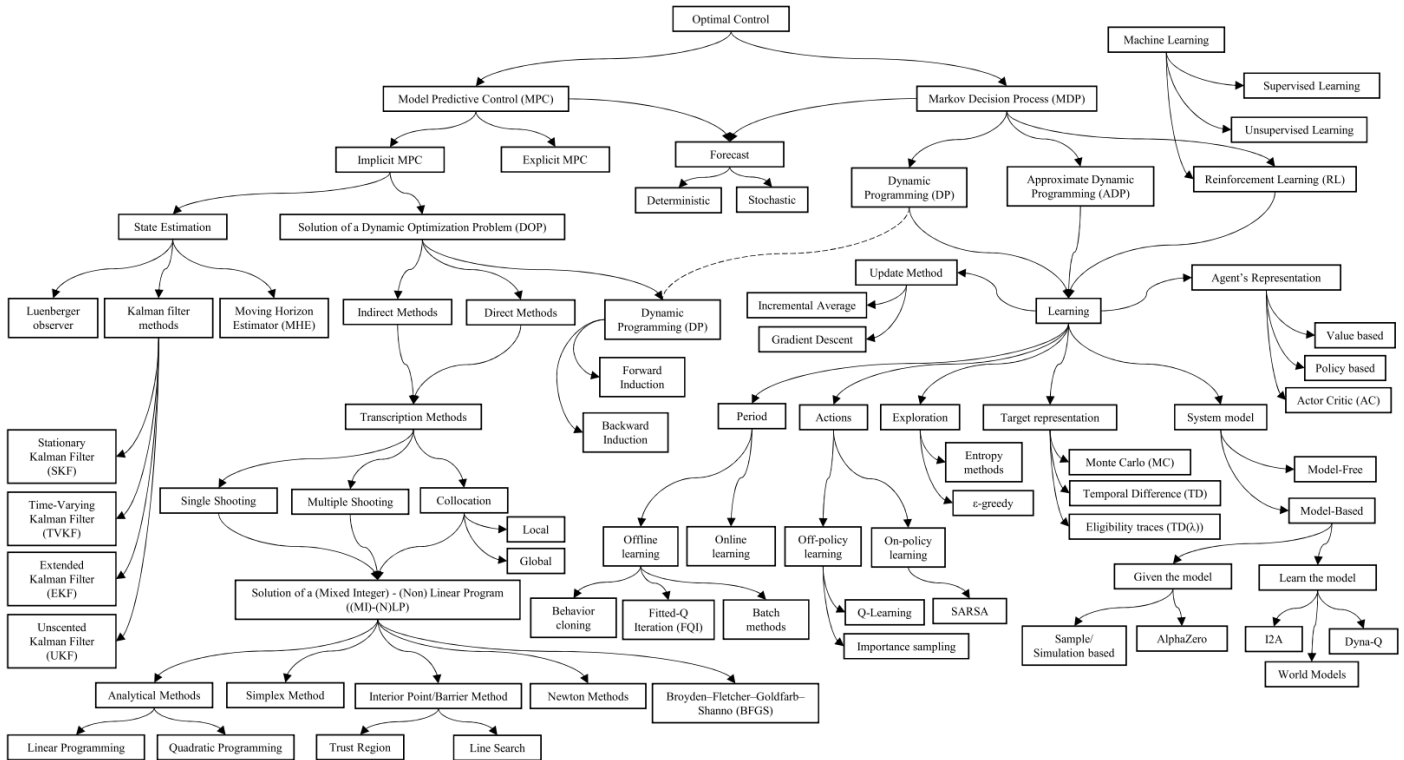 Optimal Control
Machine Learning
Supervised Learning
Model Predictive Control (MPC)
Markov Decision Process (MDP)
Unsupervised Learning
Implicit MPC
Explicit MPC
Forecast
Dynamic
Programming (DP)
Approximate Dynamic
Programming (ADP)
Reinforcement Learning (RL)
Deterministic
Stochastic
State Estimation
Solution of a Dynamic Optimization Problem (DOP)
Update Method
Agent's Representation
Luenberger
observer
Kalman filter
methods
Moving Horizon
Estimator (MHE)
Indirect Methods
Direct Methods
Dynamic
Programming (DP)
Incremental Average
Learning
Gradient Descent
Value based
Forward
Induction
Policy based
Actor Critic (AC)
Transcription Methods
Backward
Induction
Period
Actions
Exploration
Target representation
System model
Stationary
Kalman Filter
(SKF)
Entropy
methods
Monte Carlo (MC)
Model-Free
Single Shooting
Multiple Shooting
Collocation
Temporal Difference (TD)
ε-greedy
Time-Varying
Kalman Filter
(TVKF)
Local
Eligibility traces (TD(λ))
Model-Based
Global
Offline
learning
Online
learning
Off-policy
learning
On-policy
learning
Extended
Kalman Filter
(EKF)
Given the model
Learn the model
Solution of a (Mixed Integer) - (Non) Linear Program
((MI)-(N)LP)
Behavior
cloning
Fitted-Q
Iteration (FQI)
Batch
methods
Q-Learning
SARSA
Unscented
Kalman Filter
(UKF)
Importance sampling
Sample/
Simulation based
AlphaZero
I2A
Dyna-Q
World Models
Analytical Methods
Simplex Method
Interior Point/Barrier Method
Newton Methods
Broyden–Fletcher–Goldfarb–
Shanno (BFGS)
Linear Programming
Quadratic Programming
Trust Region
Line Search